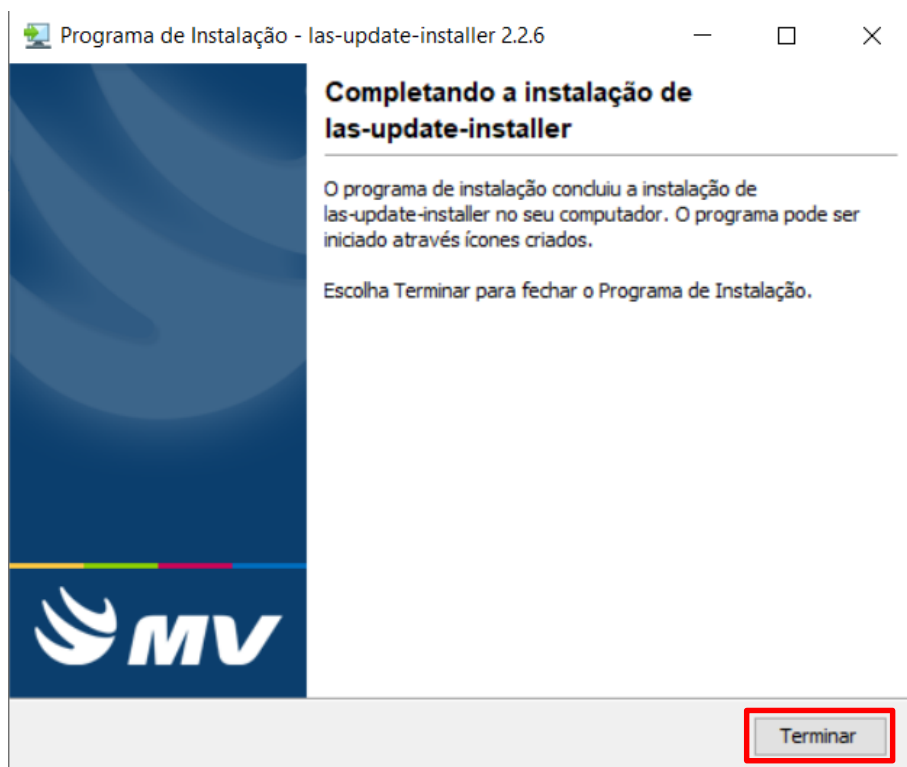 Programa de Instalação - las-update-installer 2.2.6
Completando a instalação de
las-update-installer
O programa de instalação concluiu a instalação de
las-update-installer no seu computador. O programa pode ser
iniciado através ícones criados.
Escolha Terminar para fechar o Programa de Instalação.
MV
Terminar